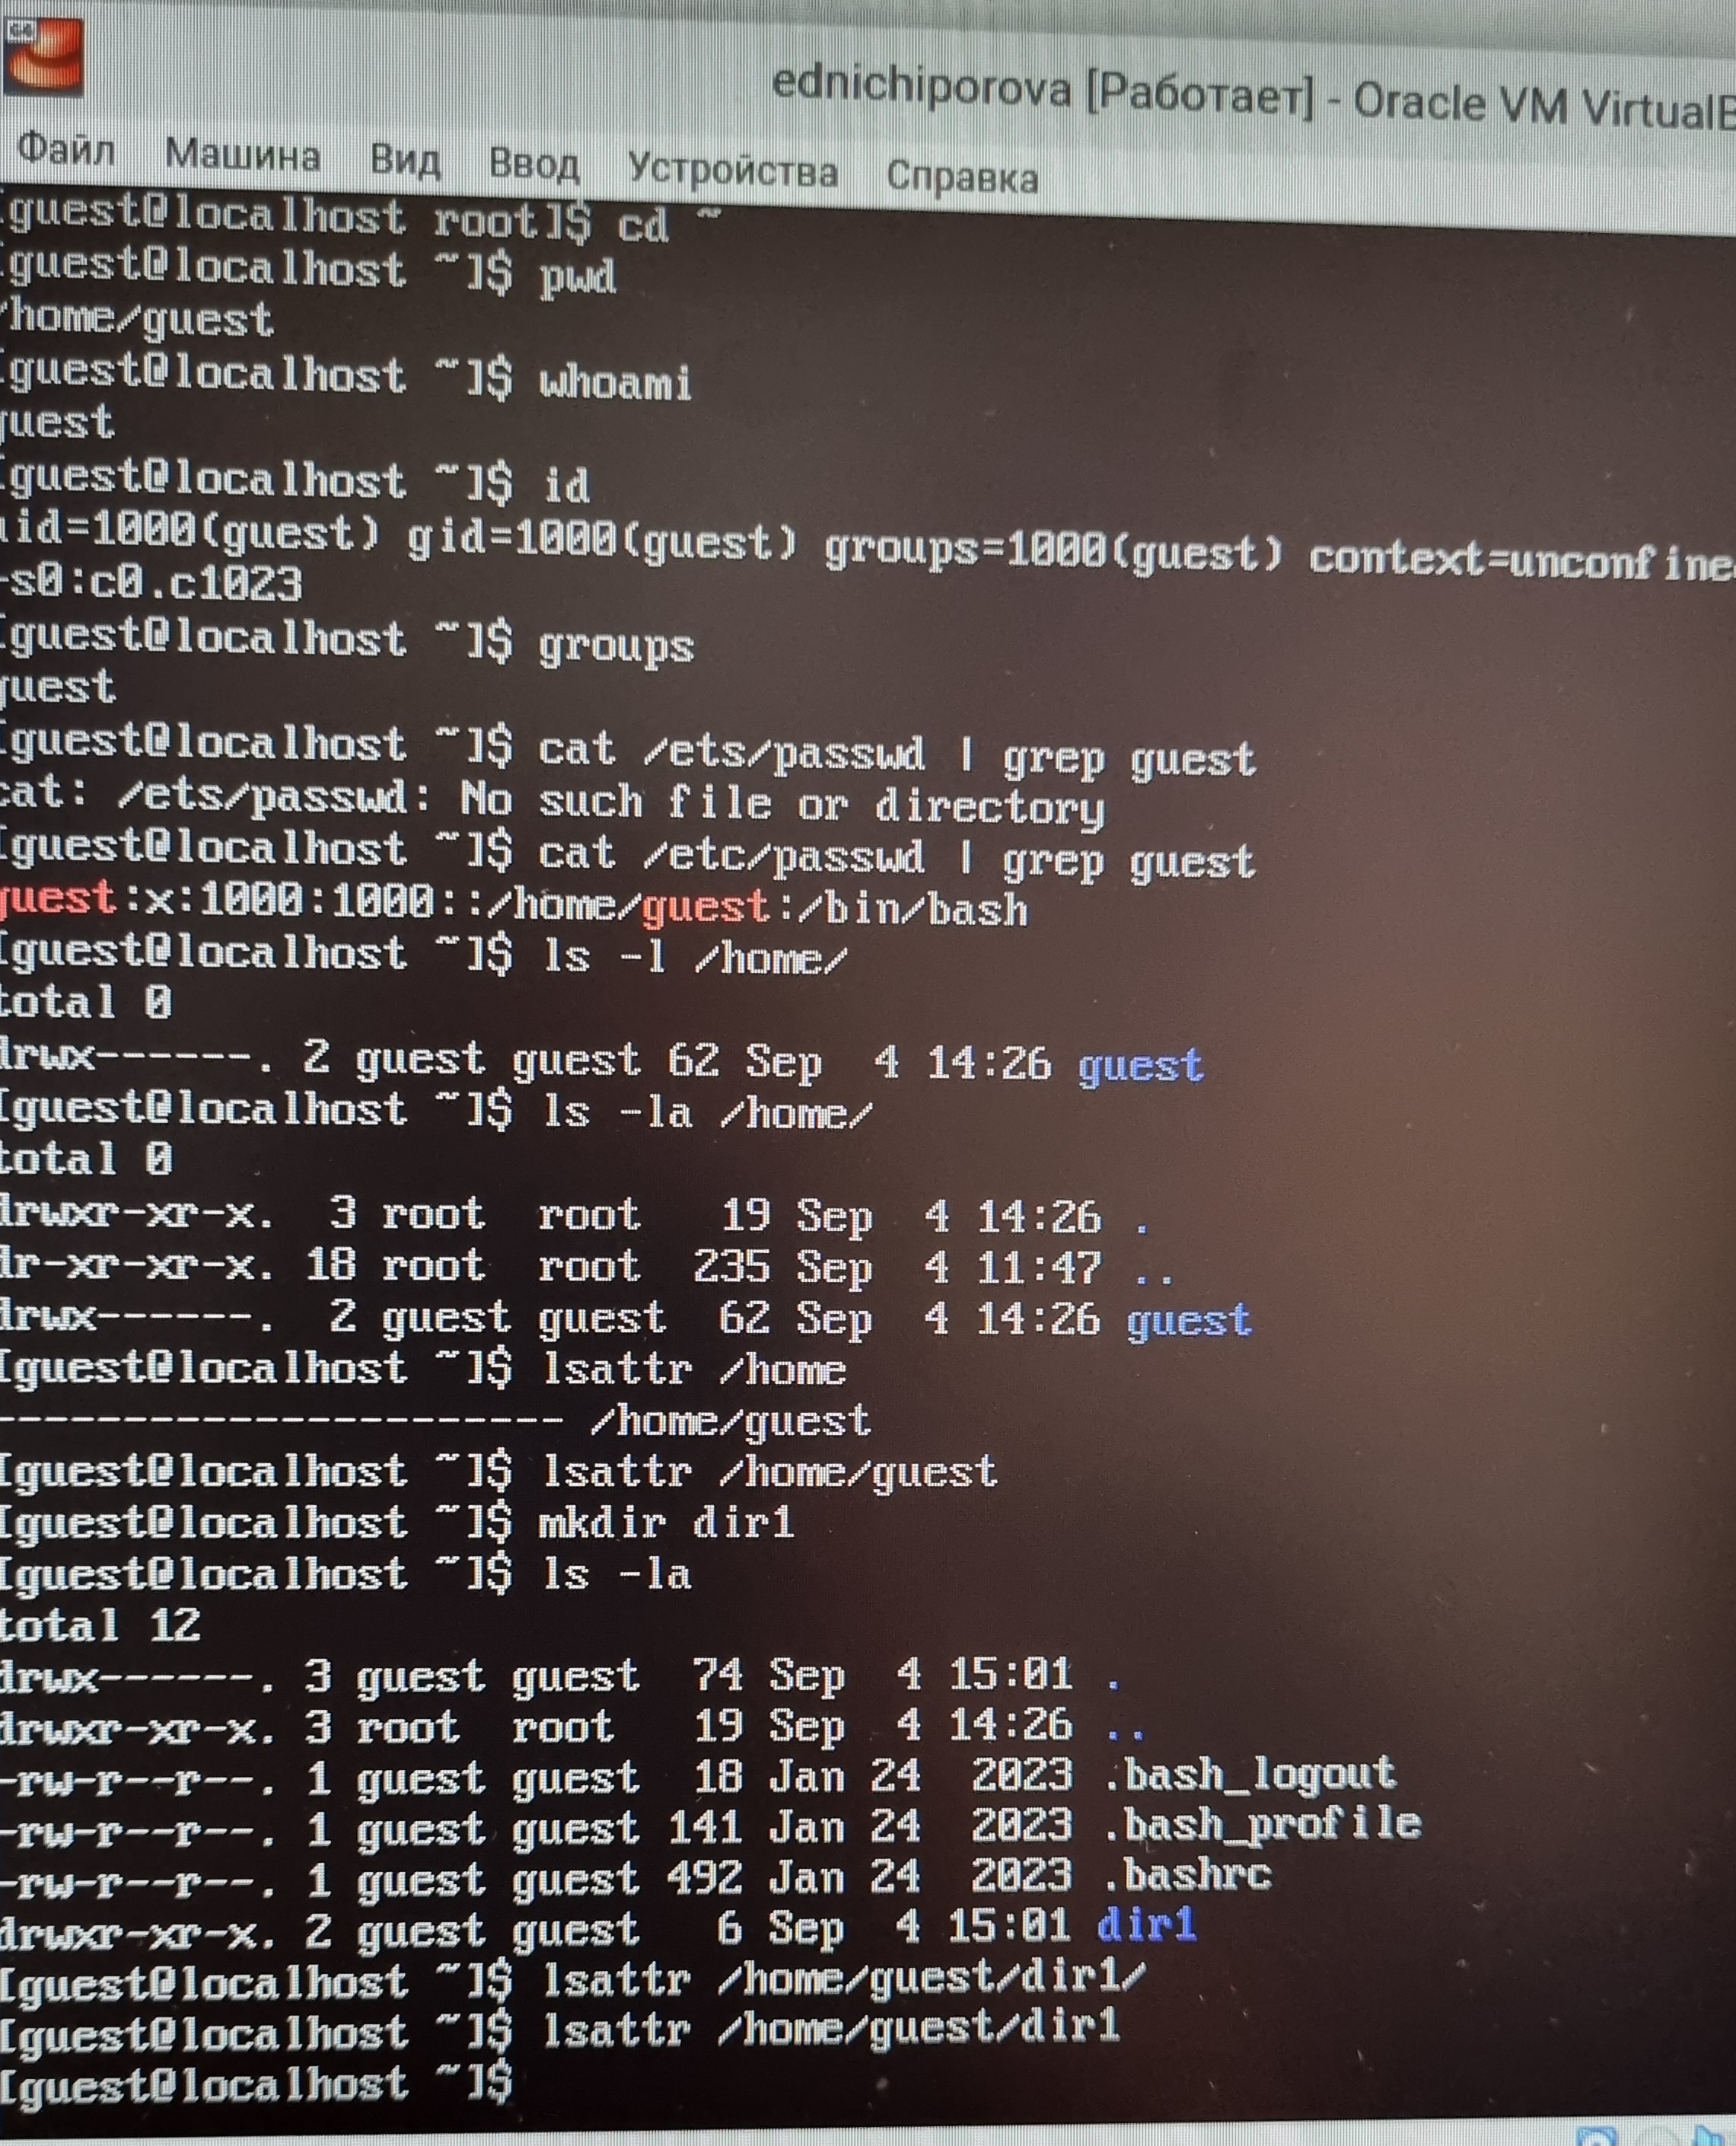 ednichiporova [Работает] - Oracle VM VirtualB
Файл Машина Вид Ввод Устройства Справка
[guest@localhost root]$ cd ~
[guest@localhost ~]$ pwd
/home/guest
[guest@localhost ~]$ whoami
guest
[guest@localhost ~]$ id
uid=1000(guest) gid=1000(guest) groups=1000(guest) context=unconfine
-s0:c0.c1023
[guest@localhost ~]$ groups
guest
[guest@localhost ~]$ cat /ets/passwd | grep guest
cat: /ets/passwd: No such file or directory
[guest@localhost ~]$ cat /etc/passwd | grep guest
guest:x:1000:1000::/home/guest:/bin/bash
[guest@localhost ~]$ ls -l /home/
total 0
drwx------. 2 guest guest 62 Sep  4 14:26 guest
[guest@localhost ~]$ ls -la /home/
total 0
drwxr-xr-x.  3 root  root   19 Sep  4 14:26 .
dr-xr-xr-x. 18 root  root  235 Sep  4 11:47 ..
drwx------.  2 guest guest  62 Sep  4 14:26 guest
[guest@localhost ~]$ lsattr /home
---------------------- /home/guest
[guest@localhost ~]$ lsattr /home/guest
[guest@localhost ~]$ mkdir dir1
[guest@localhost ~]$ ls -la
total 12
drwx------. 3 guest guest  74 Sep  4 15:01 .
drwxr-xr-x. 3 root  root   19 Sep  4 14:26 ..
-rw-r--r--. 1 guest guest  18 Jan 24  2023 .bash_logout
-rw-r--r--. 1 guest guest 141 Jan 24  2023 .bash_profile
-rw-r--r--. 1 guest guest 492 Jan 24  2023 .bashrc
drwxr-xr-x. 2 guest guest   6 Sep  4 15:01 dir1
[guest@localhost ~]$ lsattr /home/guest/dir1/
[guest@localhost ~]$ lsattr /home/guest/dir1
[guest@localhost ~]$